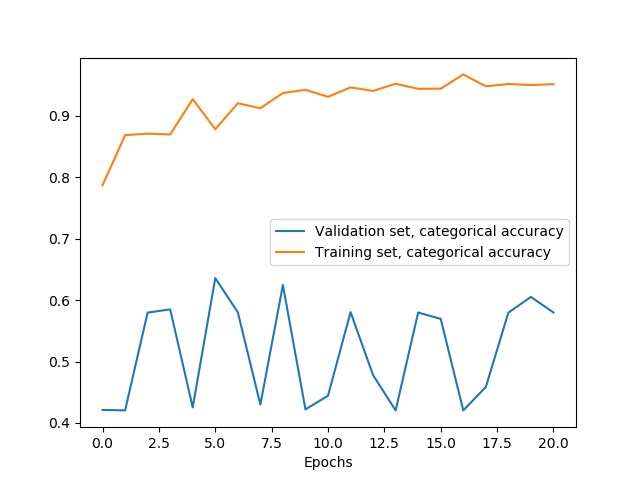 0.9
0.8
0.7
0.6
0.5
0.4
Validation set, categorical accuracy
Training set, categorical accuracy
0.0 2.5 5.0 7.5 10.0 12.5 15.0 17.5 20.0
Epochs